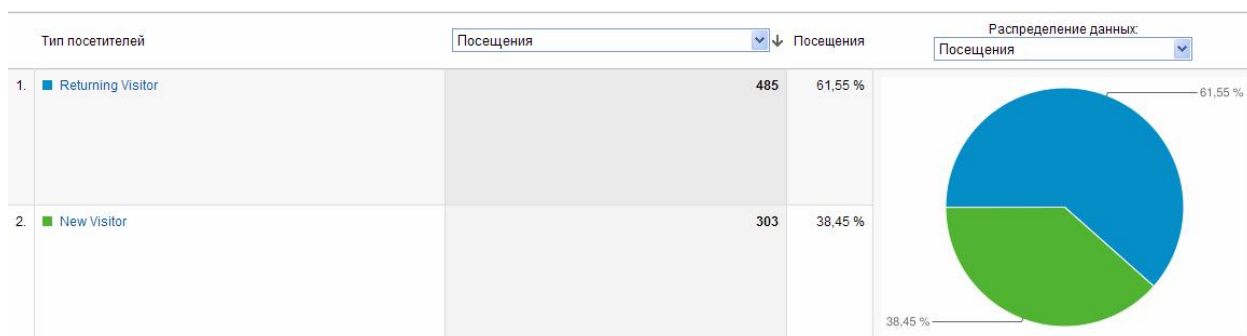 Тип посетителей
Посещения
Посещения
Распределение данных:
Посещения
1. Returning Visitor 485 61,55 %
61,55 %
2. New Visitor 303 38,45 %
38,45 %